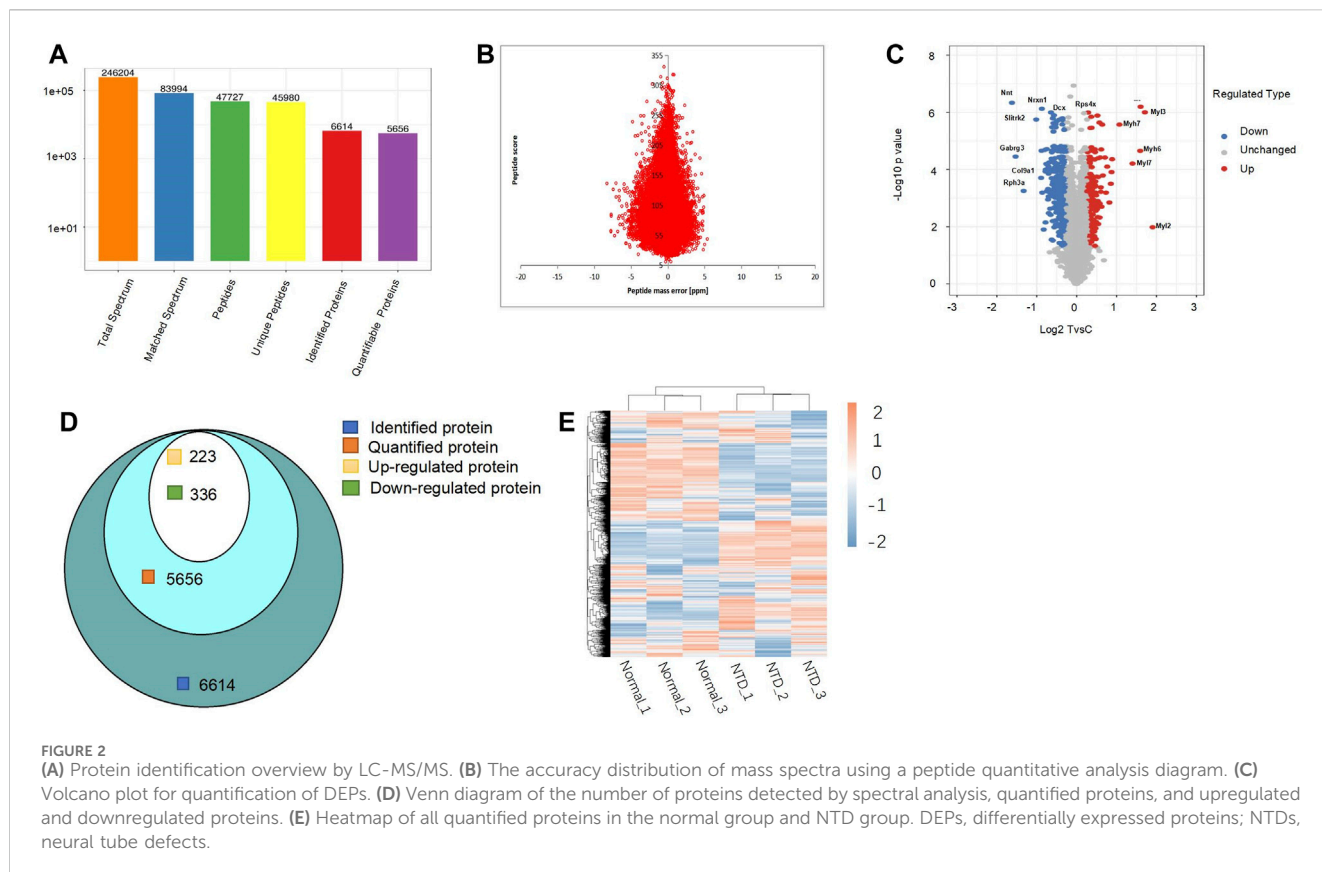 A
246204
83994
47727
45980
6614
5656
1e+05
1e+03
1e+01
Total Spectrum
Matched Spectrum
Peptides
Unique Peptides
Identified Proteins
Quantifiable Proteins
B
Peptide score
355
305
255
205
155
105
55
5
-20
-15
-10
-5
0
5
10
15
20
Peptide mass error [ppm]
C
-Log10 p value
8
6
4
2
0
Nnt
Nrxn1
Slitrk2
Dcx
Rps4x
Gabrg3
Col9a1
Rph3a
Myl3
Myh7
Myh6
Myl7
Myl2
-3
-2
-1
0
1
2
3
Log2 TvsC
Regulated Type
Down
Unchanged
Up
D
223
336
5656
6614
Identified protein
Quantified protein
Up-regulated protein
Down-regulated protein
E
2
1
0
-1
-2
Normal_1
Normal_2
Normal_3
NTD_1
NTD_2
NTD_3
FIGURE 2
(A) Protein identification overview by LC-MS/MS. (B) The accuracy distribution of mass spectra using a peptide quantitative analysis diagram. (C)
Volcano plot for quantification of DEPs. (D) Venn diagram of the number of proteins detected by spectral analysis, quantified proteins, and upregulated
and downregulated proteins. (E) Heatmap of all quantified proteins in the normal group and NTD group. DEPs, differentially expressed proteins; NTDs,
neural tube defects.